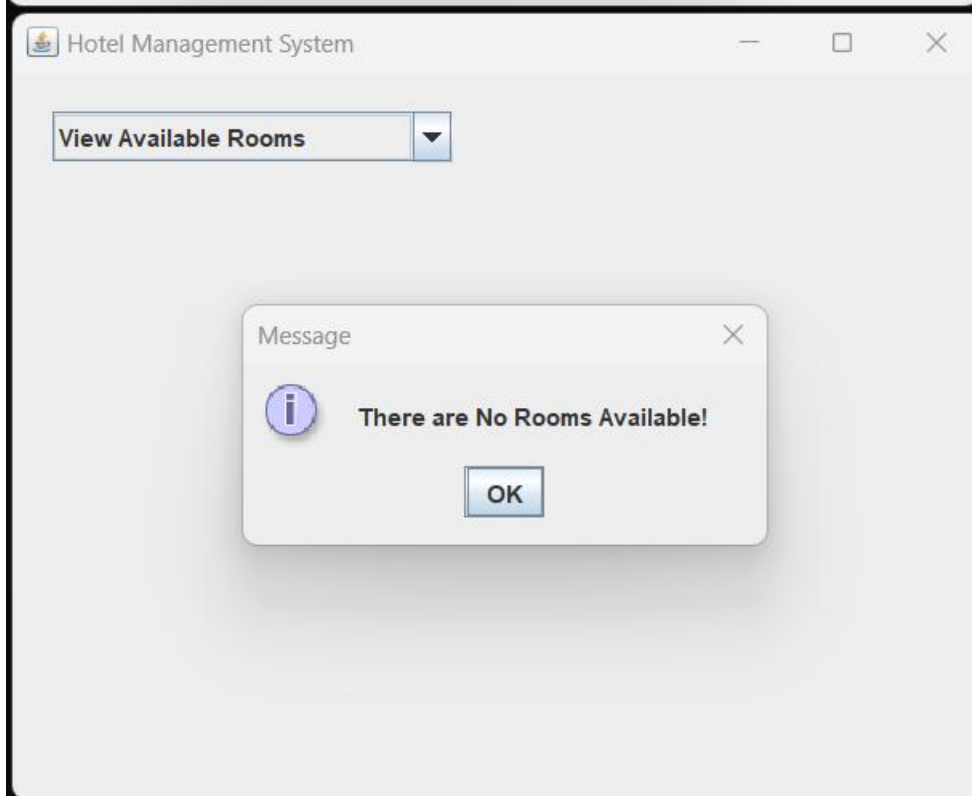 Hotel Management System
View Available Rooms
Message
i
There are No Rooms Available!
OK